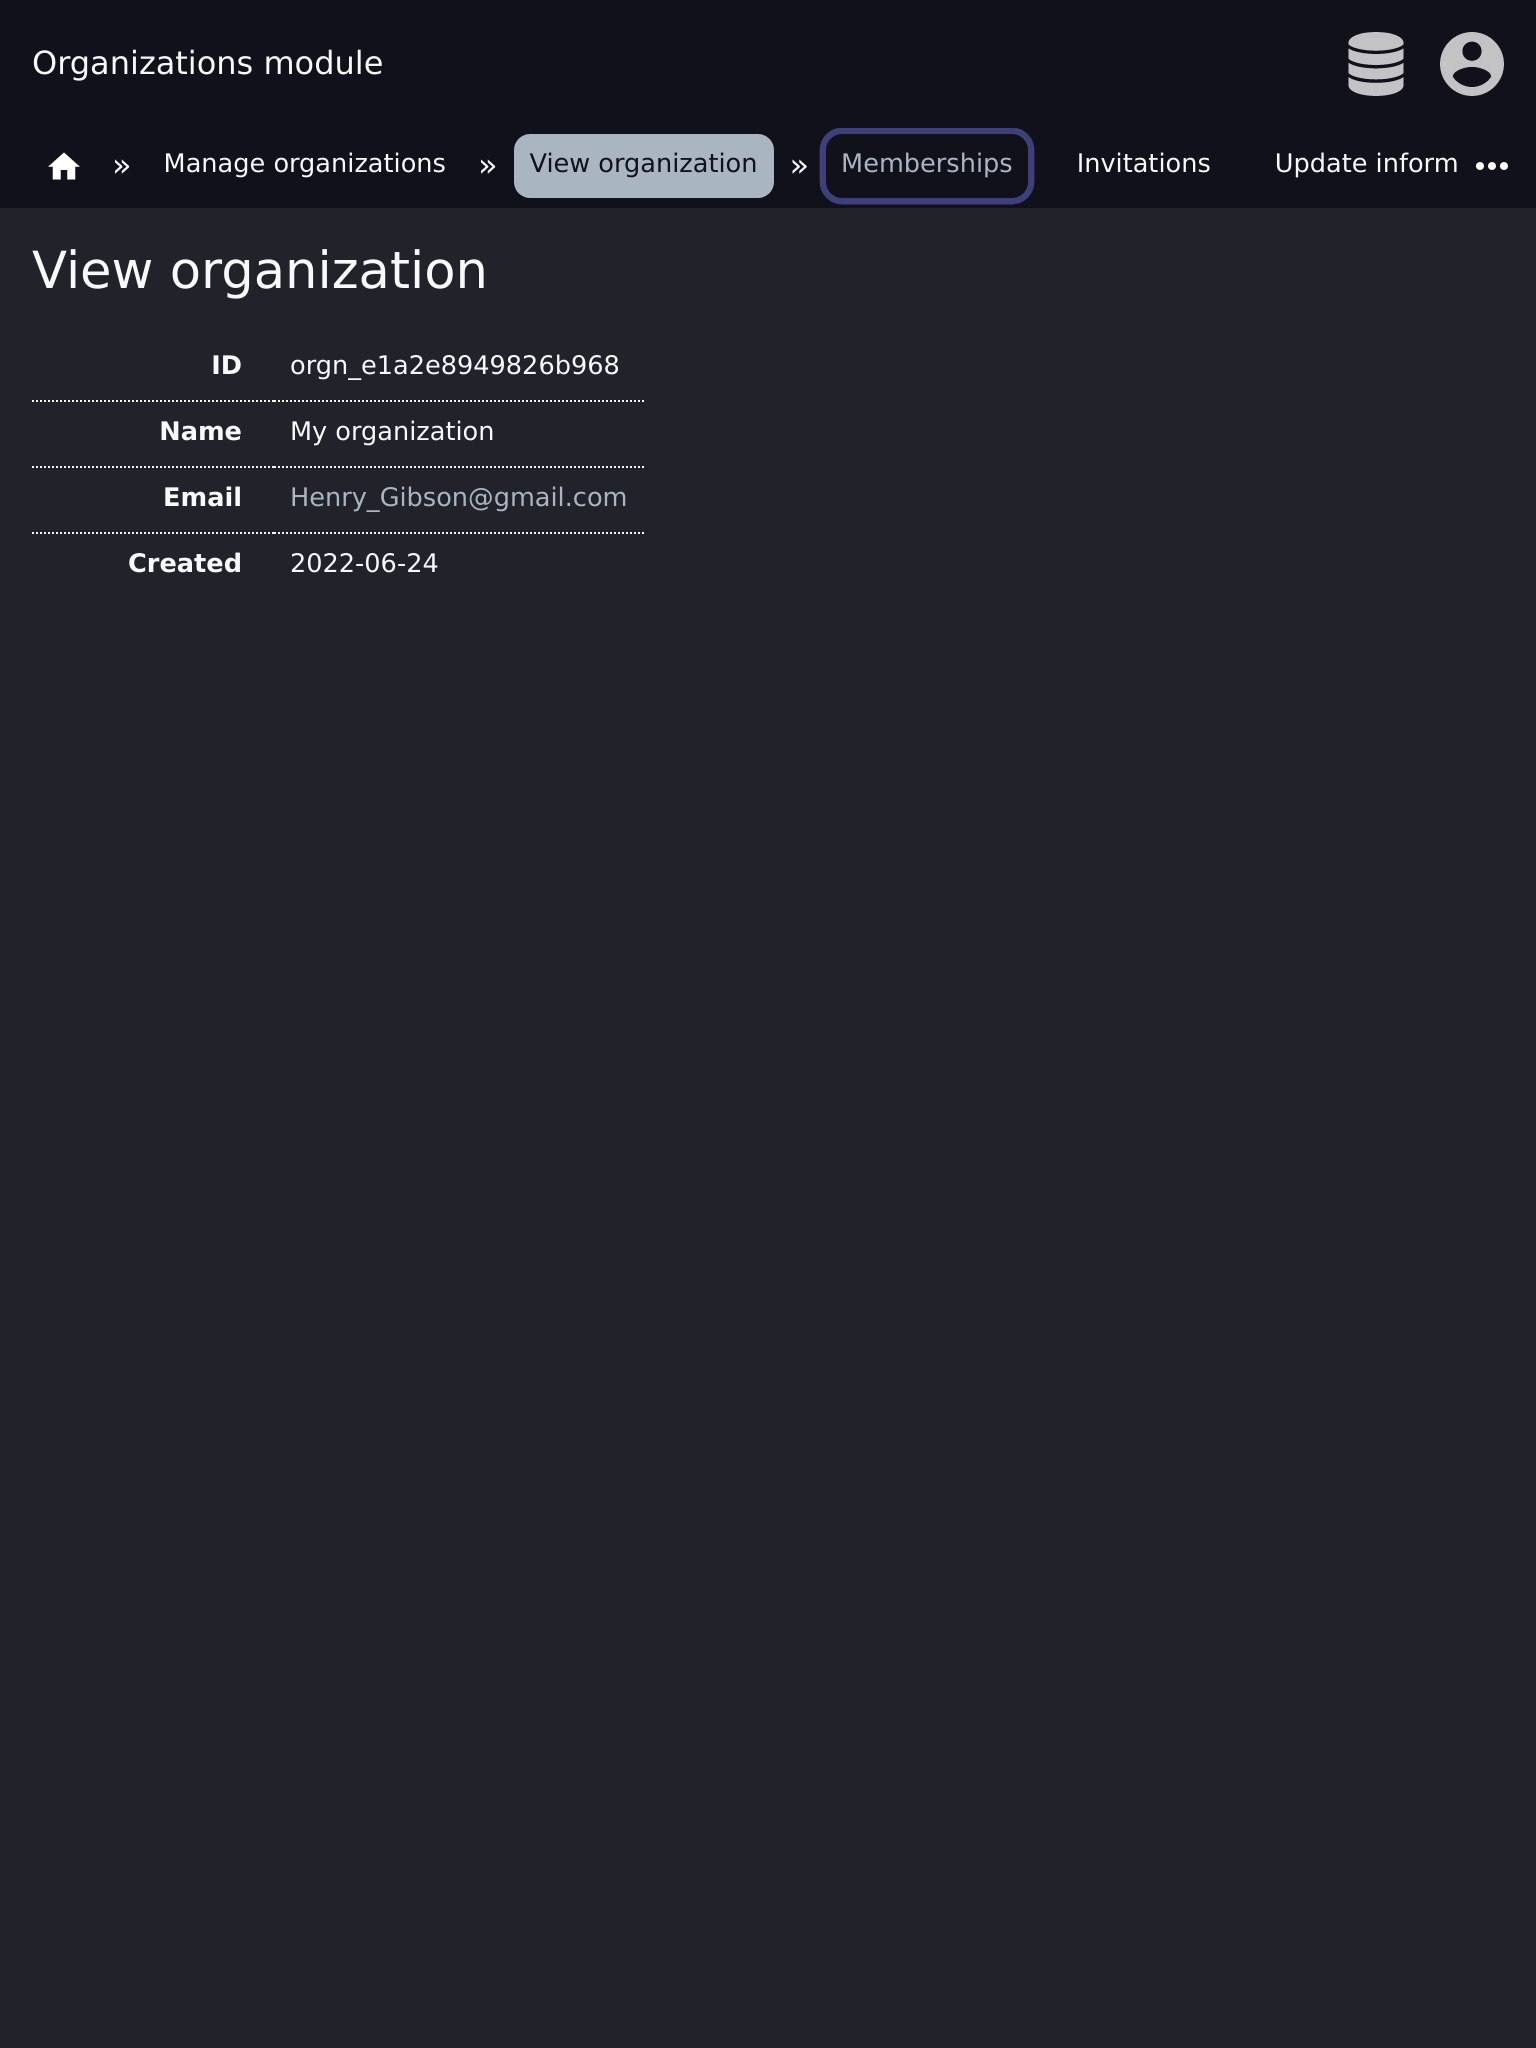 Organizations module
» Manage organizations » View organization » Memberships Invitations Update inform •••
View organization
ID orgn_e1a2e8949826b968
Name My organization
Email Henry_Gibson@gmail.com
Created 2022-06-24